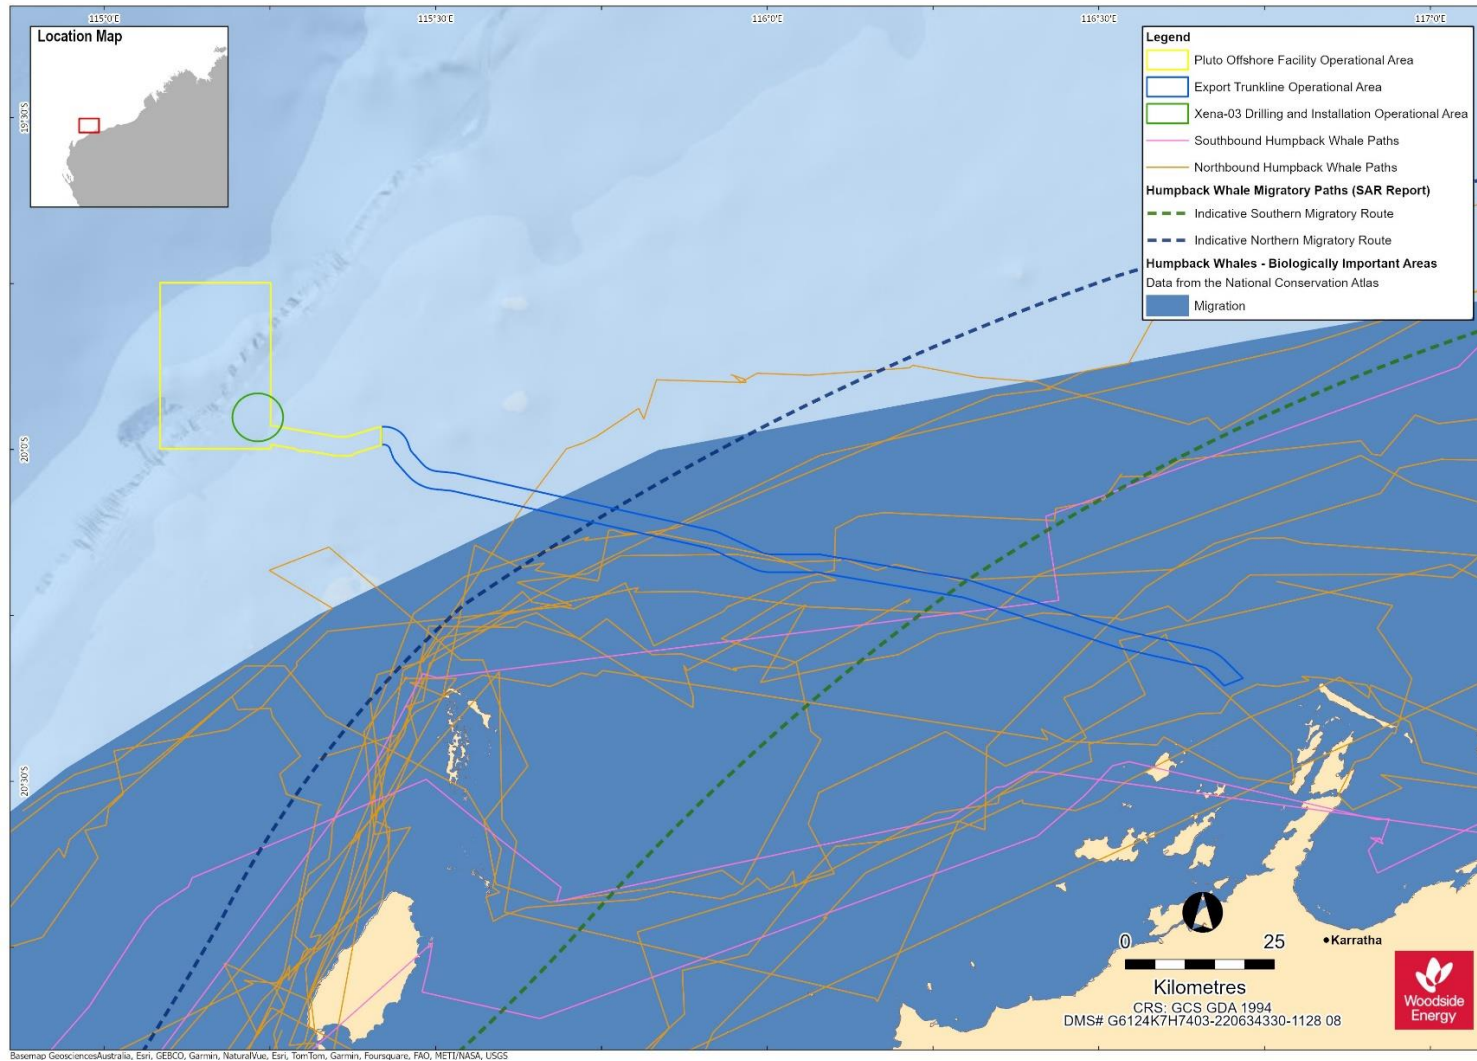 115°0'E
115°30'E
116°0'E
116°30'E
117°0'E
Location Map
Legend
Pluto Offshore Facility Operational Area
Export Trunkline Operational Area
Xena-03 Drilling and Installation Operational Area
Southbound Humpback Whale Paths
Northbound Humpback Whale Paths
Humpback Whale Migratory Paths (SAR Report)
Indicative Southern Migratory Route
Indicative Northern Migratory Route
Humpback Whales - Biologically Important Areas
Data from the National Conservation Atlas
Migration
19°30'S
20°0'S
20°30'S
Karratha
0 25
Kilometres
CRS: GCS GDA 1994
DMS# G6124K7H7403-220634330-1128 08
Woodside
Energy
Basemap GeosciencesAustralia, Esri, GEBCO, Garmin, NaturalVue, Esri, TomTom, Garmin, Foursquare, FAO, METI/NASA, USGS